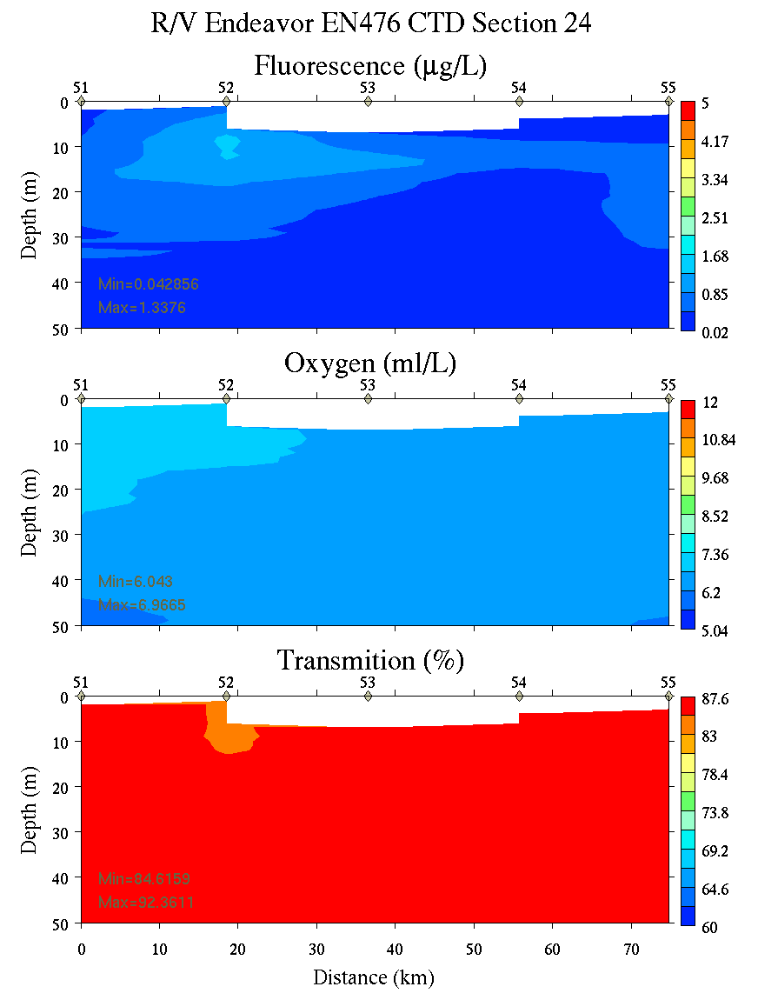 R/V Endeavor EN476 CTD Section 24
Fluorescence (μg/L)
51 52 53 54 55
0
10
20
30
40
50
Depth (m)
Min=0.042856
Max=1.3376
5
4.17
3.34
2.51
1.68
0.85
0.02
Oxygen (ml/L)
51 52 53 54 55
0
10
20
30
40
50
Depth (m)
Min=6.043
Max=6.9665
12
10.84
9.68
8.52
7.36
6.2
5.04
Transmition (%)
51 52 53 54 55
0
10
20
30
40
50
Depth (m)
Min=84.6159
Max=92.3611
87.6
83
78.4
73.8
69.2
64.6
60
0 10 20 30 40 50 60 70
Distance (km)